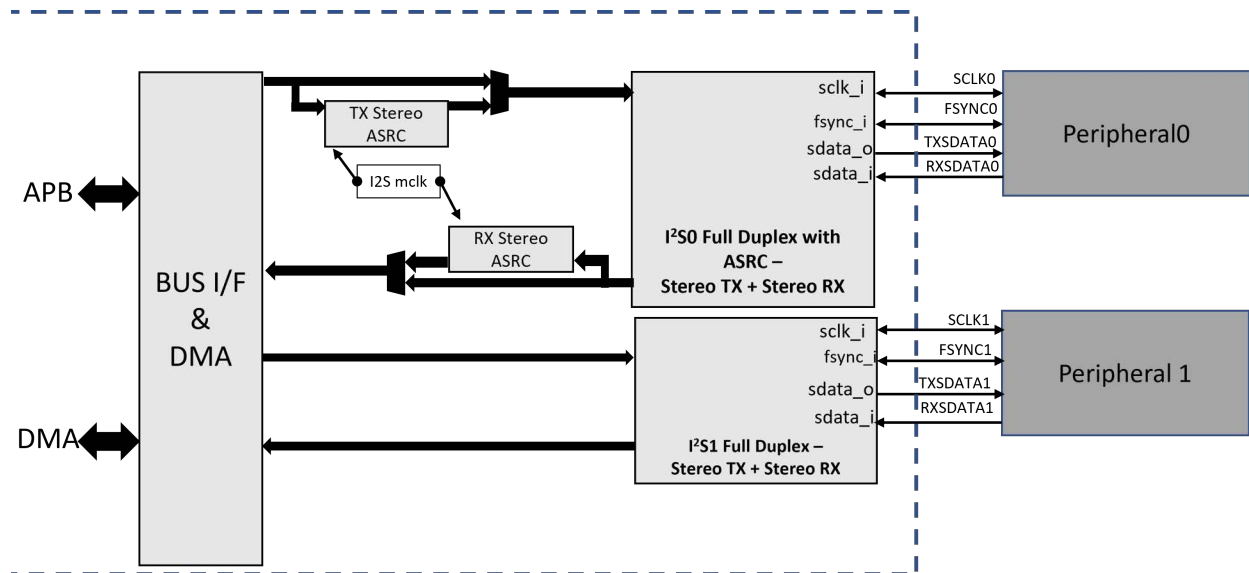 APB
DMA
BUS I/F
&
DMA
TX Stereo
ASRC
I2S mclk
RX Stereo
ASRC
sclk_i
fsync_i
sdata_o
sdata_i
I²S0 Full Duplex with
ASRC –
Stereo TX + Stereo RX
SCLK0
FSYNC0
TXSDATA0
RXSDATA0
Peripheral0
sclk_i
fsync_i
sdata_o
sdata_i
I²S1 Full Duplex –
Stereo TX + Stereo RX
SCLK1
FSYNC1
TXSDATA1
RXSDATA1
Peripheral 1